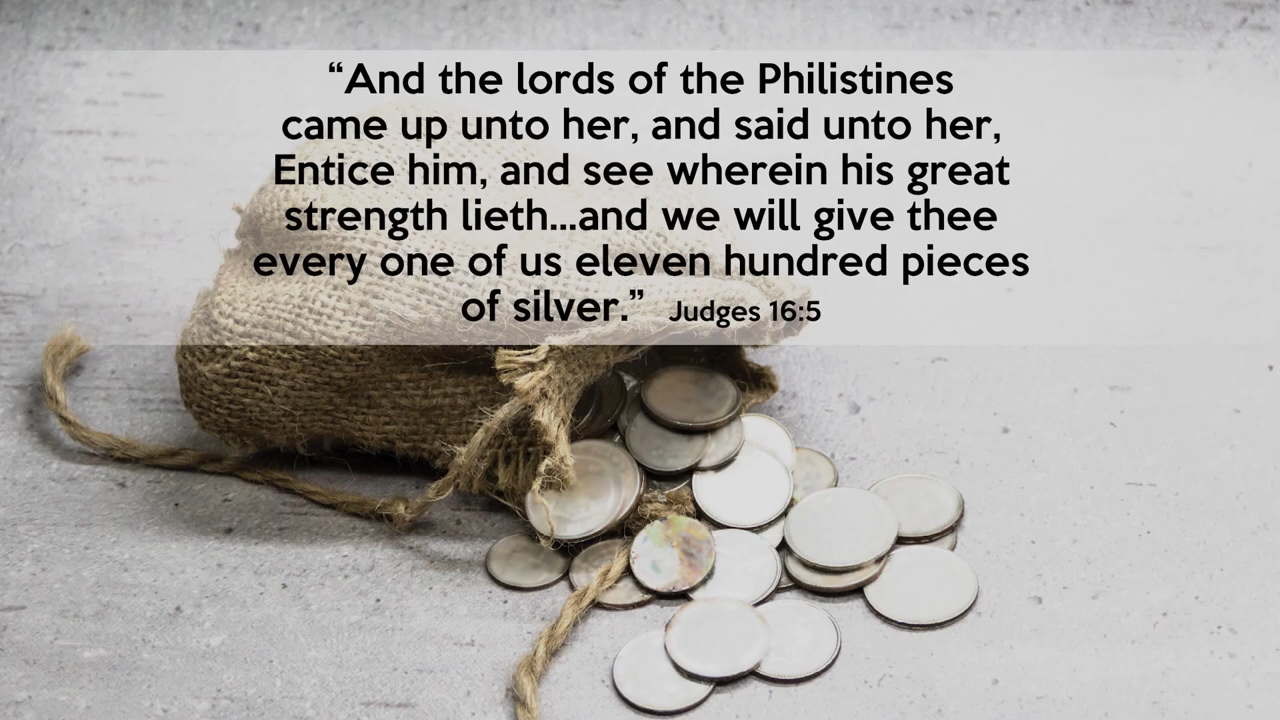 “And the lords of the Philistines
came up unto her, and said unto her,
Entice him, and see wherein his great
strength lieth...and we will give thee
every one of us eleven hundred pieces
of silver.” Judges 16:5